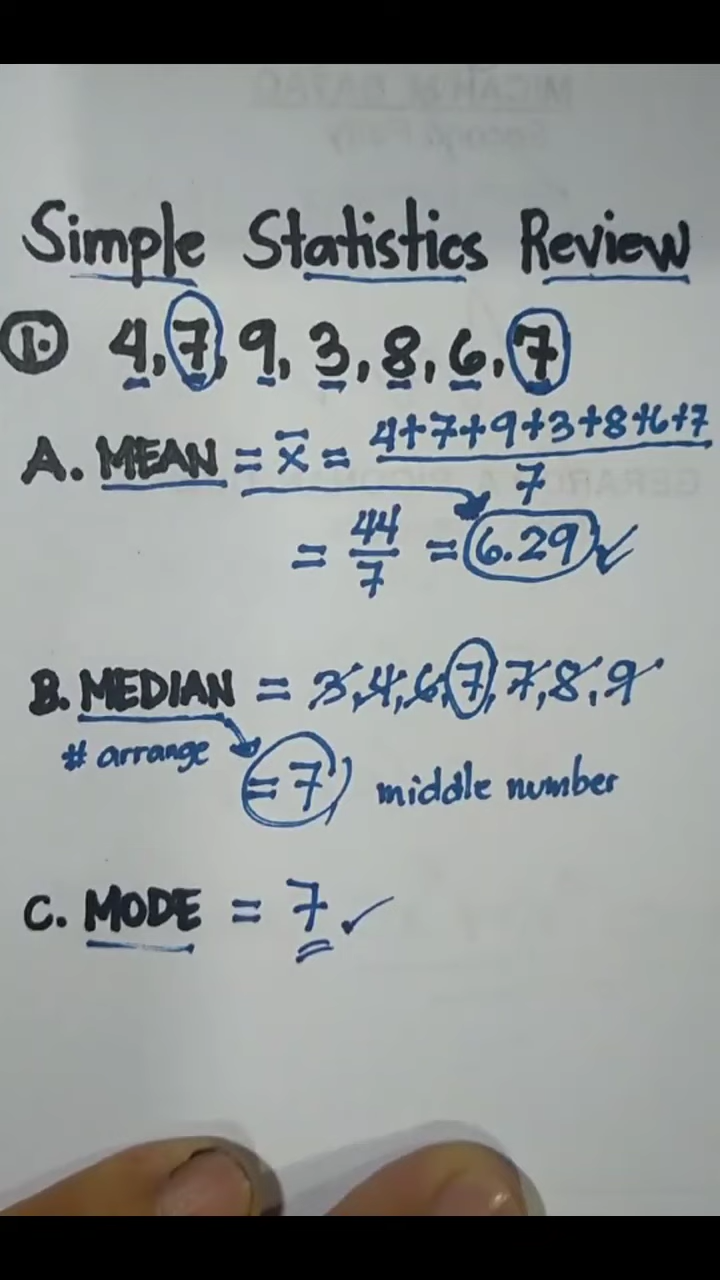 Simple Statistics Review
1. 4, 7, 9, 3, 8, 6, 7
A. MEAN = x̄ = 4+7+9+3+8+6+7
7
= 44/7 = 6.29 ✓
B. MEDIAN = 3, 4, 6, 7, 7, 8, 9
# arrange
= 7 middle number
C. MODE = 7 ✓